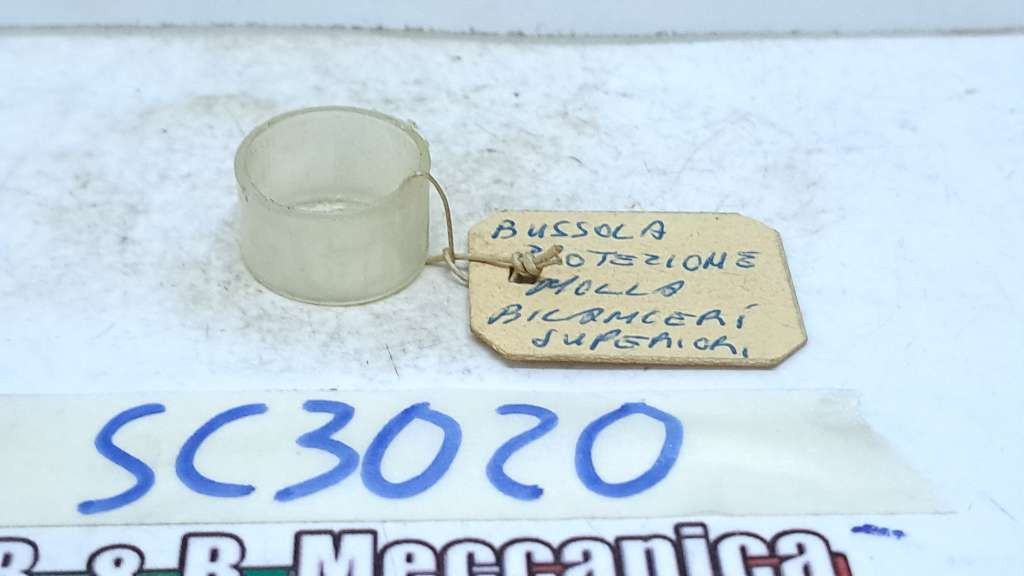 BUSSOLA
PROTEZIONE
MOLLA
BILANCERI
SUPERIORI
SC3020
R & R Meccanica